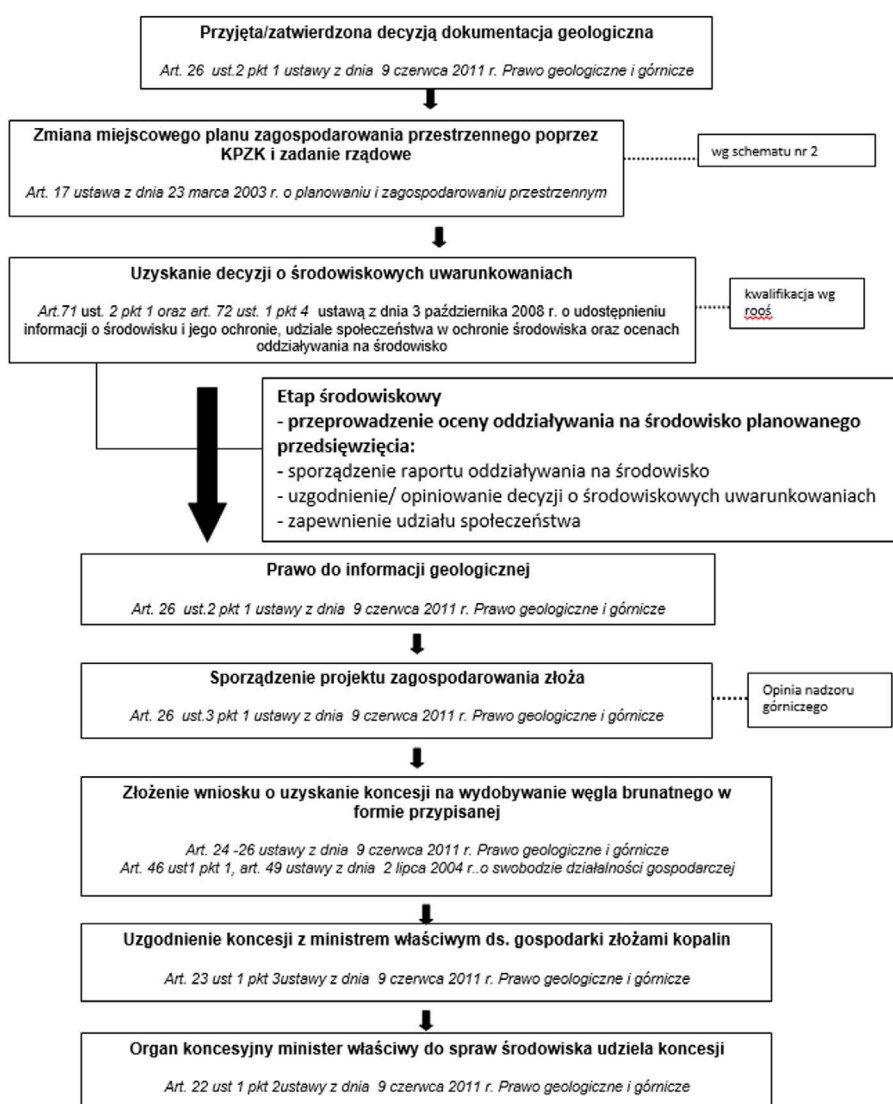 Przyjęta/zatwierdzona decyzją dokumentacja geologiczna
Art. 26 ust.2 pkt 1 ustawy z dnia 9 czerwca 2011 r. Prawo geologiczne i górnicze
Zmiana miejscowego planu zagospodarowania przestrzennego poprzez
KPZK i zadanie rządowe
Art. 17 ustawa z dnia 23 marca 2003 r. o planowaniu i zagospodarowaniu przestrzennym
wg schematu nr 2
Uzyskanie decyzji o środowiskowych uwarunkowaniach
Art.71 ust. 2 pkt 1 oraz art. 72 ust. 1 pkt 4 ustawą z dnia 3 października 2008 r. o udostępnieniu
informacji o środowisku i jego ochronie, udziale społeczeństwa w ochronie środowiska oraz ocenach
oddziaływania na środowisko
kwalifikacja wg
rooś
Etap środowiskowy
- przeprowadzenie oceny oddziaływania na środowisko planowanego
przedsięwzięcia:
- sporządzenie raportu oddziaływania na środowisko
- uzgodnienie/ opiniowanie decyzji o środowiskowych uwarunkowaniach
- zapewnienie udziału społeczeństwa
Prawo do informacji geologicznej
Art. 26 ust.2 pkt 1 ustawy z dnia 9 czerwca 2011 r. Prawo geologiczne i górnicze
Sporządzenie projektu zagospodarowania złoża
Art. 26 ust.3 pkt 1 ustawy z dnia 9 czerwca 2011 r. Prawo geologiczne i górnicze
Opinia nadzoru
górniczego
Złożenie wniosku o uzyskanie koncesji na wydobywanie węgla brunatnego w
formie przypisanej
Art. 24 -26 ustawy z dnia 9 czerwca 2011 r. Prawo geologiczne i górnicze
Art. 46 ust1 pkt 1, art. 49 ustawy z dnia 2 lipca 2004 r..o swobodzie działalności gospodarczej
Uzgodnienie koncesji z ministrem właściwym ds. gospodarki złożami kopalin
Art. 23 ust 1 pkt 3ustawy z dnia 9 czerwca 2011 r. Prawo geologiczne i górnicze
Organ koncesyjny minister właściwy do spraw środowiska udziela koncesji
Art. 22 ust 1 pkt 2ustawy z dnia 9 czerwca 2011 r. Prawo geologiczne i górnicze